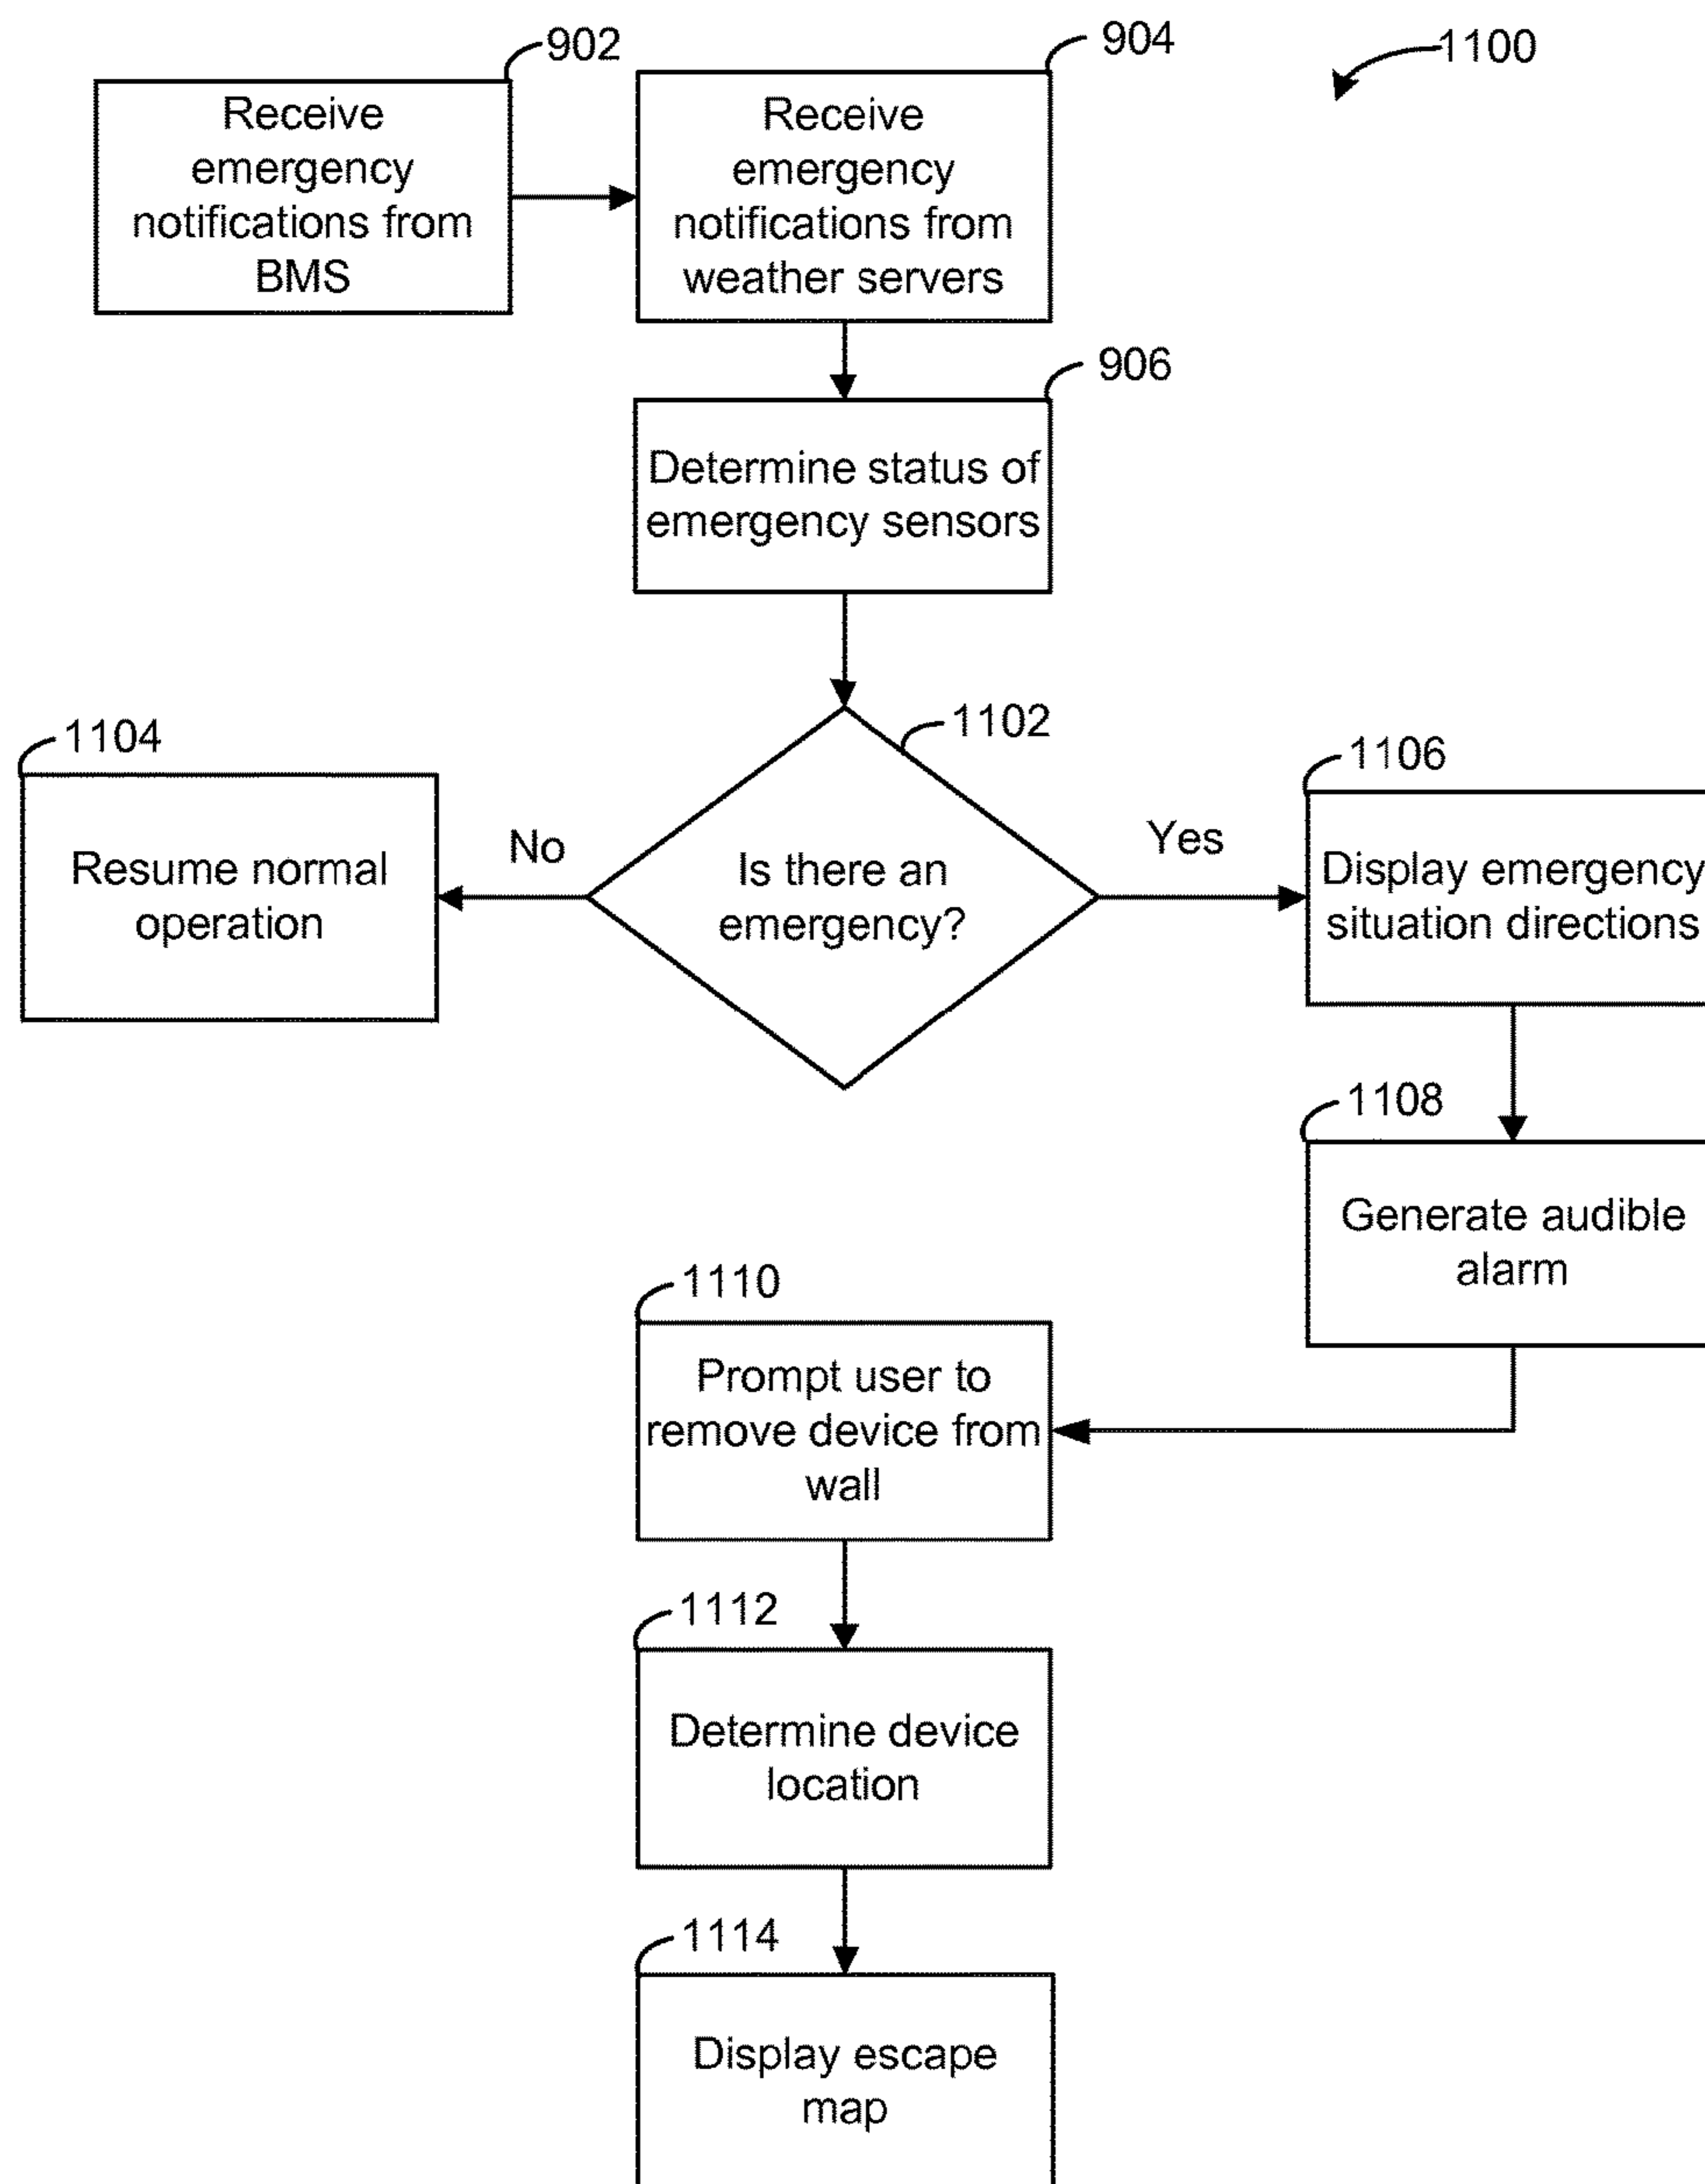 902
904
1100
Receive
emergency
notifications from
BMS
Receive
emergency
notifications from
weather servers
906
Determine status of
emergency sensors
1102
1104
1106
No
Yes
Resume normal
operation
Is there an
emergency?
Display emergency
situation directions
1108
Generate audible
alarm
1110
Prompt user to
remove device from
wall
1112
Determine device
location
1114
Display escape
map